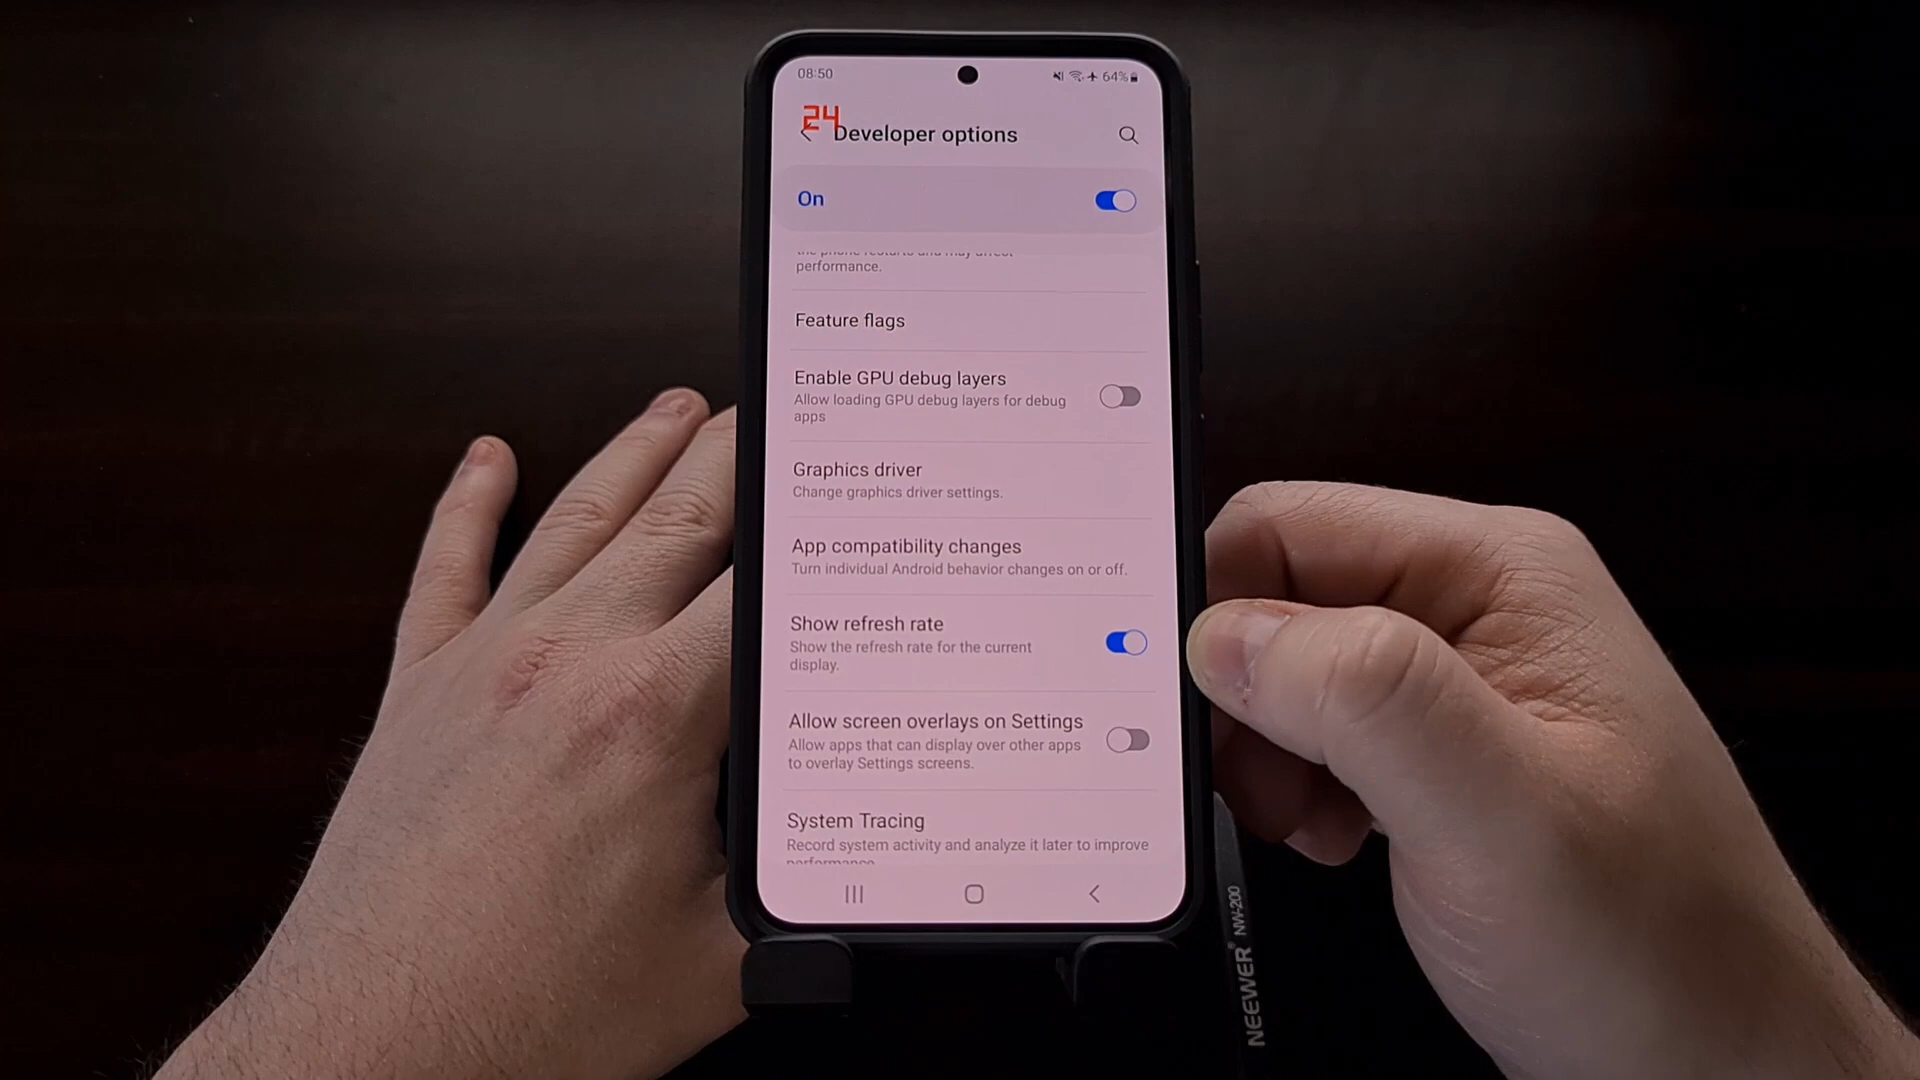 08:50
64%
24
Developer options
On
the phone restarts and may affect
performance.
Feature flags
Enable GPU debug layers
Allow loading GPU debug layers for debug
apps
Graphics driver
Change graphics driver settings.
App compatibility changes
Turn individual Android behavior changes on or off.
Show refresh rate
Show the refresh rate for the current
display.
Allow screen overlays on Settings
Allow apps that can display over other apps
to overlay Settings screens.
System Tracing
Record system activity and analyze it later to improve
performance
NEEWER® NW-200